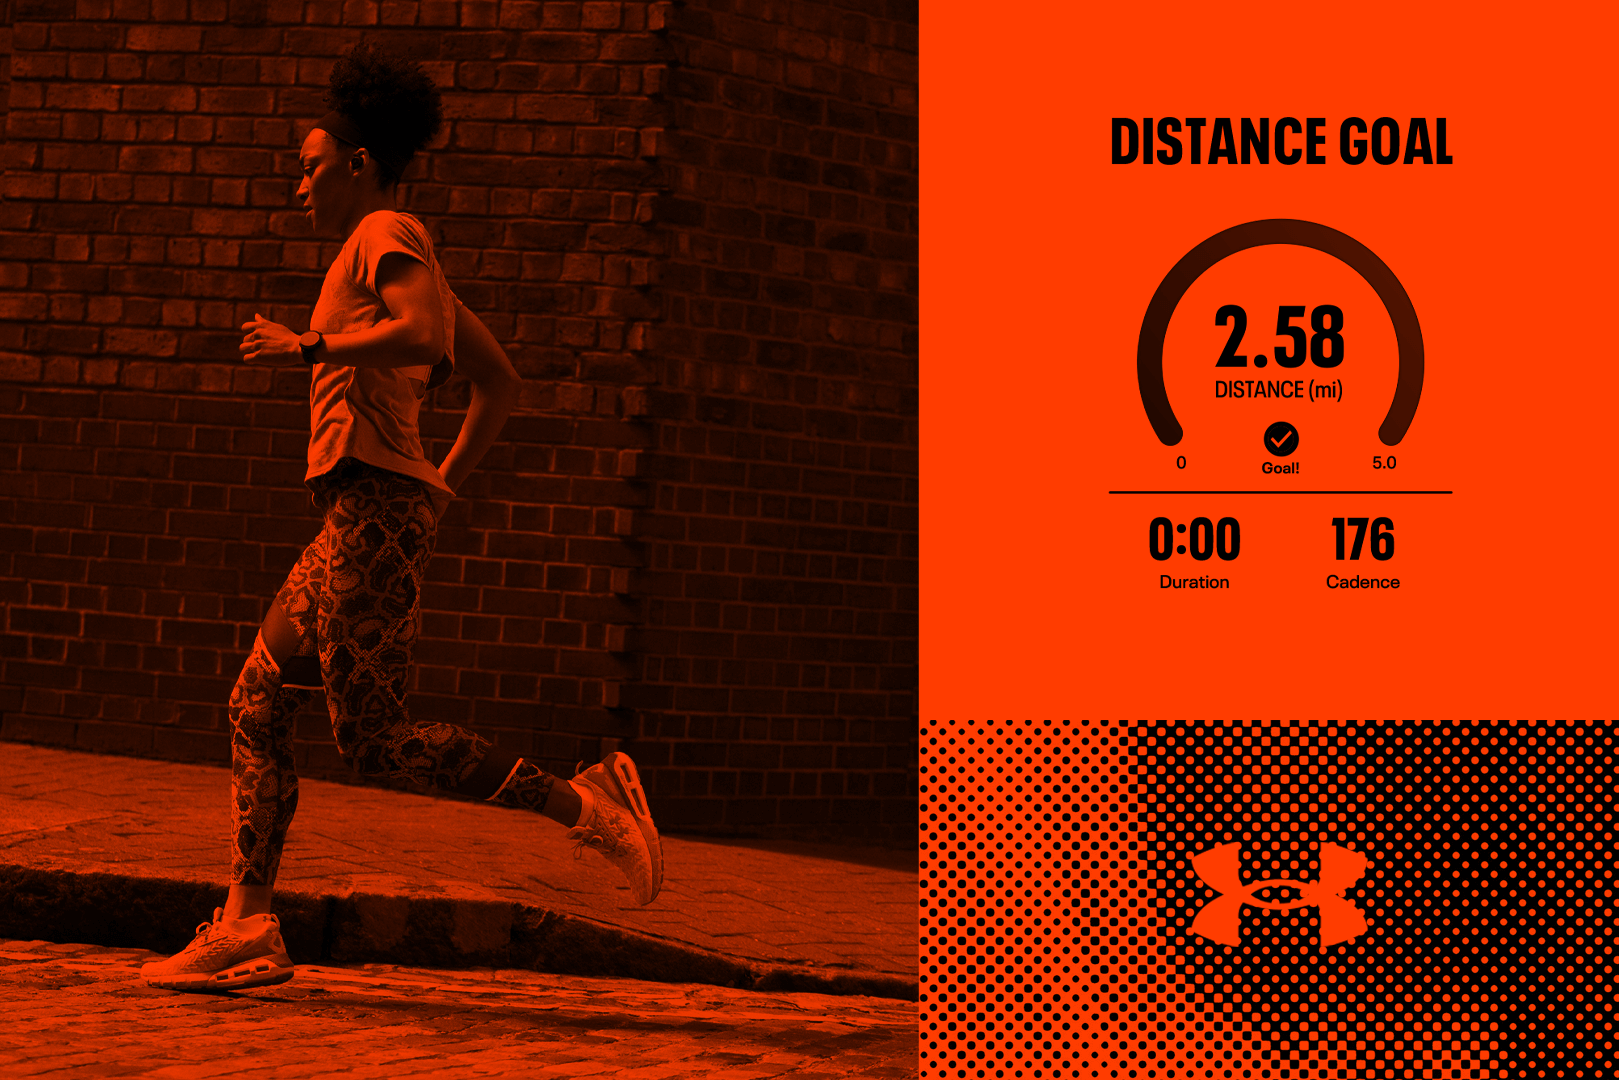 DISTANCE GOAL
2.58
DISTANCE (mi)
Goal!
0 5.0
0:00 176
Duration Cadence